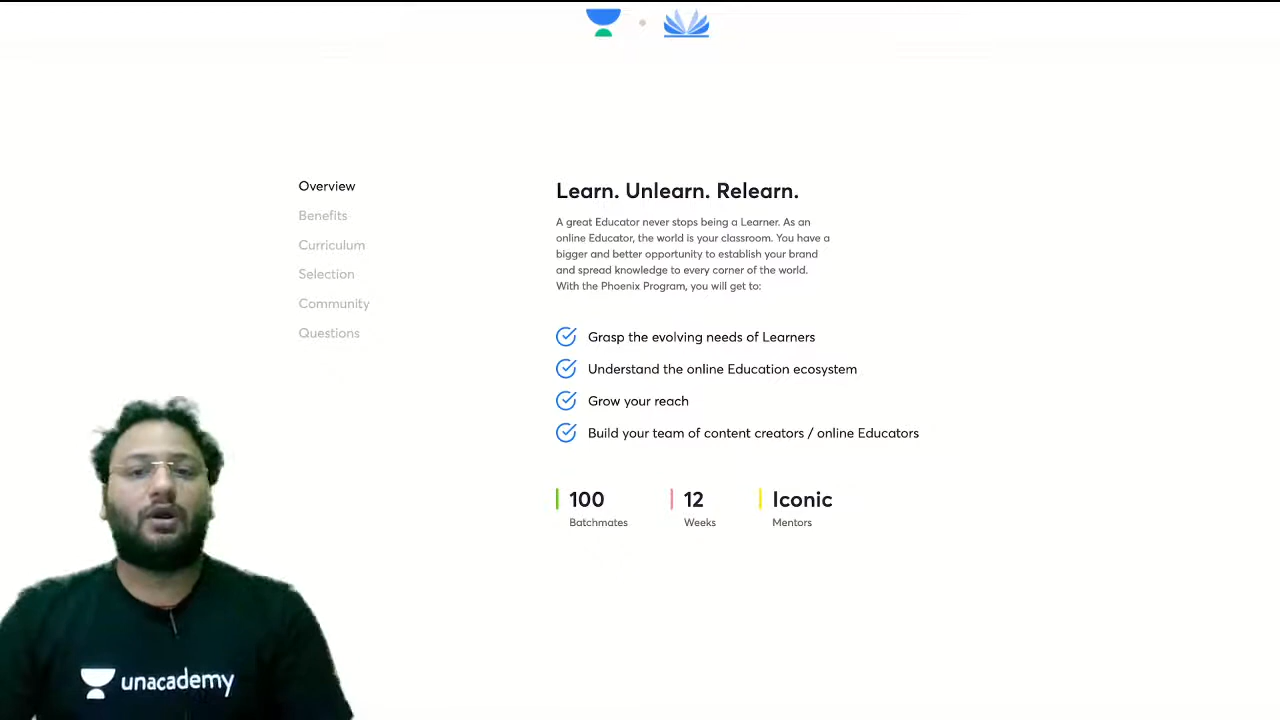 Overview
Benefits
Curriculum
Selection
Community
Questions
Learn. Unlearn. Relearn.
A great Educator never stops being a Learner. As an
online Educator, the world is your classroom. You have a
bigger and better opportunity to establish your brand
and spread knowledge to every corner of the world.
With the Phoenix Program, you will get to:
Grasp the evolving needs of Learners
Understand the online Education ecosystem
Grow your reach
Build your team of content creators / online Educators
100
Batchmates
12
Weeks
Iconic
Mentors
unacademy